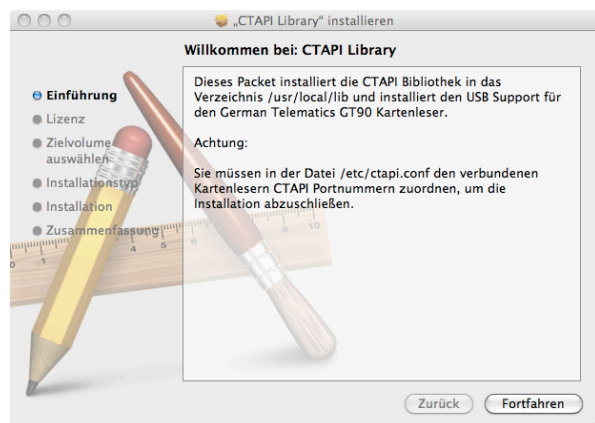 „CTAPI Library“ installieren
Willkommen bei: CTAPI Library
Einführung
Lizenz
Zielvolume
auswählen
Installationstyp
Installation
Zusammenfassung
Dieses Packet installiert die CTAPI Bibliothek in das
Verzeichnis /usr/local/lib und installiert den USB Support für
den German Telematics GT90 Kartenleser.
Achtung:
Sie müssen in der Datei /etc/ctapi.conf den verbundenen
Kartenlesern CTAPI Portnummern zuordnen, um die
Installation abzuschließen.
Zurück
Fortfahren